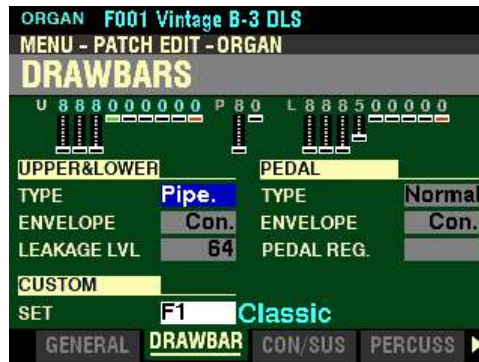 ORGAN F001 Vintage B-3 DLS
MENU - PATCH EDIT - ORGAN
DRAWBARS
U 888000000 P 80 L 888500000
UPPER&LOWER PEDAL
TYPE Pipe. TYPE Normal
ENVELOPE Con. ENVELOPE Con.
LEAKAGE LVL 64 PEDAL REG.
CUSTOM
SET F1 Classic
GENERAL DRAWBAR CON/SUS PERCUSS